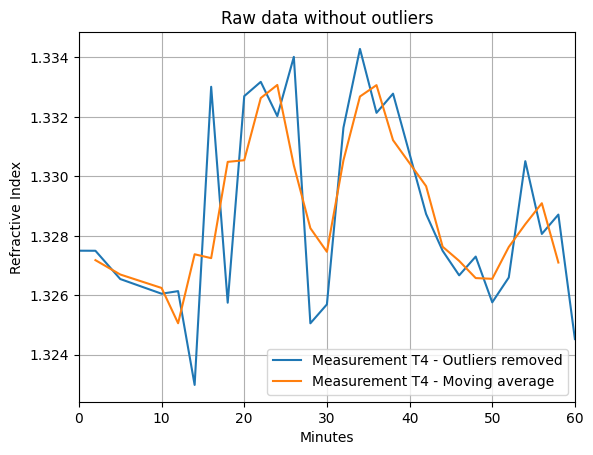 Raw data without outliers
Refractive Index
1.334
1.332
1.330
1.328
1.326
1.324
Measurement T4 - Outliers removed
Measurement T4 - Moving average
0 10 20 30 40 50 60
Minutes